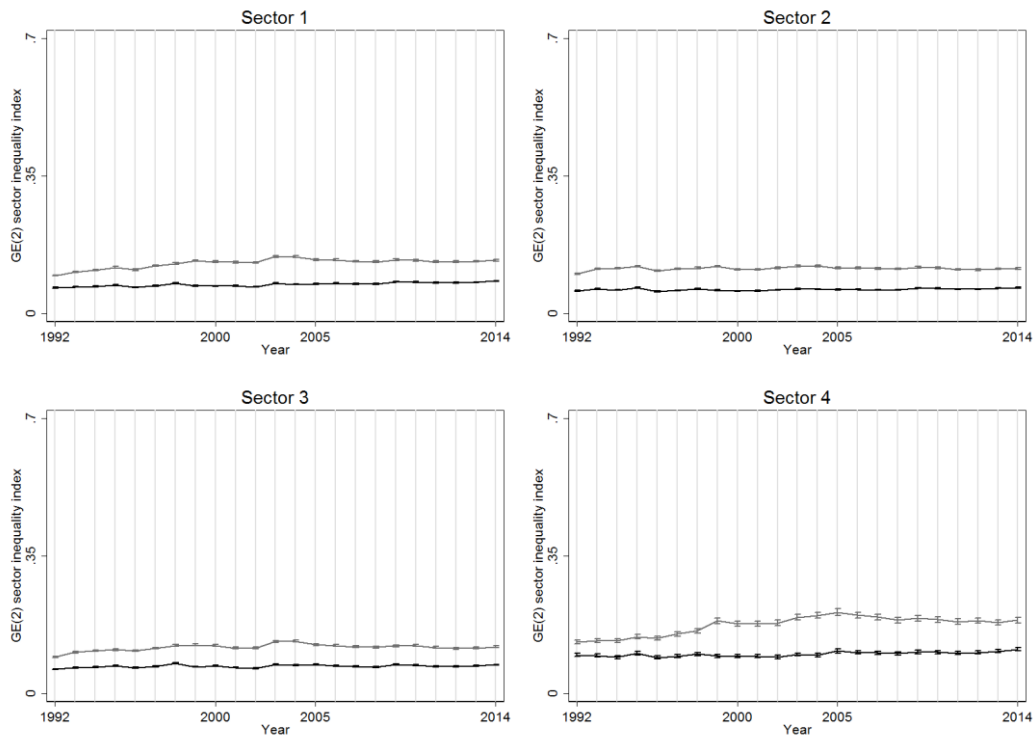 Sector 1
GE(2) sector inequality index
.7
.35
0
1992
2000
2005
2014
Year
Sector 2
GE(2) sector inequality index
.7
.35
0
1992
2000
2005
2014
Year
Sector 3
GE(2) sector inequality index
.7
.35
0
1992
2000
2005
2014
Year
Sector 4
GE(2) sector inequality index
.7
.35
0
1992
2000
2005
2014
Year